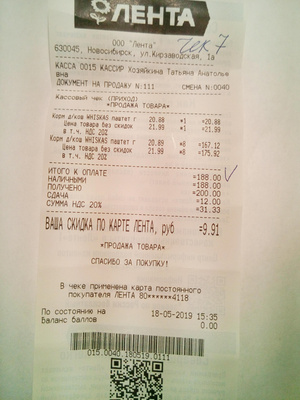 ЛЕНТА
ООО "Лента"
630045, Новосибирск, ул.Кирзаводская, 1а
КАССА 0015 КАССИР Хозяйкина Татьяна Анатолье
вна
ДОКУМЕНТ НА ПРОДАЖУ N:111 СМЕНА N:0040
Кассовый чек (ПРИХОД)
*ПРОДАЖА ТОВАРА*
Корм д/ков WHISKAS паштет г 20.88 *1 =20.88
Цена товара без скидок 21.99 *1 =21.99
в т.ч. НДС 20%
Корм д/ков WHISKAS паштет г 20.89 *8 =167.12
Цена товара без скидок 21.99 *8 =175.92
в т.ч. НДС 20%
ИТОГО К ОПЛАТЕ =188.00
НАЛИЧНЫМИ =188.00
ПОЛУЧЕНО =200.00
СДАЧА =12.00
СУММА НДС 20% =31.33
ВАША СКИДКА ПО КАРТЕ ЛЕНТА, руб =9.91
*ПРОДАЖА ТОВАРА*
СПАСИБО ЗА ПОКУПКУ!
В чеке применена карта постоянного
покупателя ЛЕНТА 80******4118
По состоянию на 18-05-2019 15:35
Баланс баллов 0.00
015.0040.180519.0111